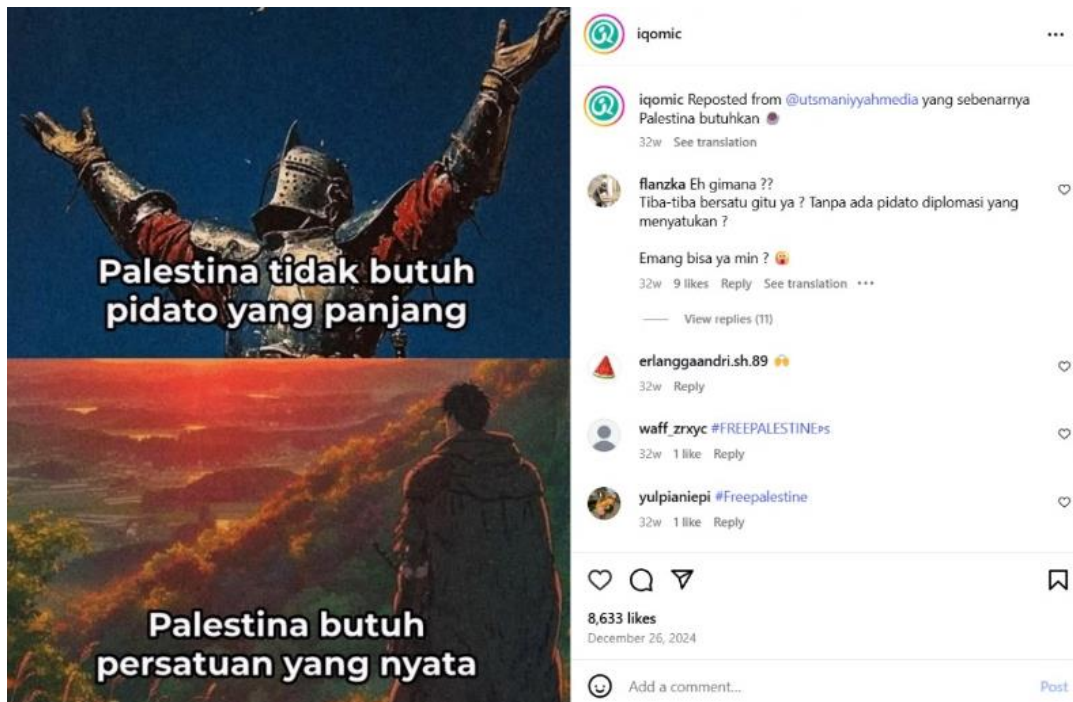 Palestina tidak butuh
pidato yang panjang
Palestina butuh
persatuan yang nyata
iqomic
iqomic Reposted from @utsmaniyyahmedia yang sebenarnya
Palestina butuhkan
32w See translation
flanzka Eh gimana ??
Tiba-tiba bersatu gitu ya ? Tanpa ada pidato diplomasi yang
menyatukan ?
Emang bisa ya min ?
32w 9 likes Reply See translation
View replies (11)
erlanggaandri.sh.89
32w Reply
waff_zrxyc #FREEPALESTINE🇵🇸
32w 1 like Reply
yulpianiepi #Freepalestine
32w 1 like Reply
8,633 likes
December 26, 2024
Add a comment...
Post